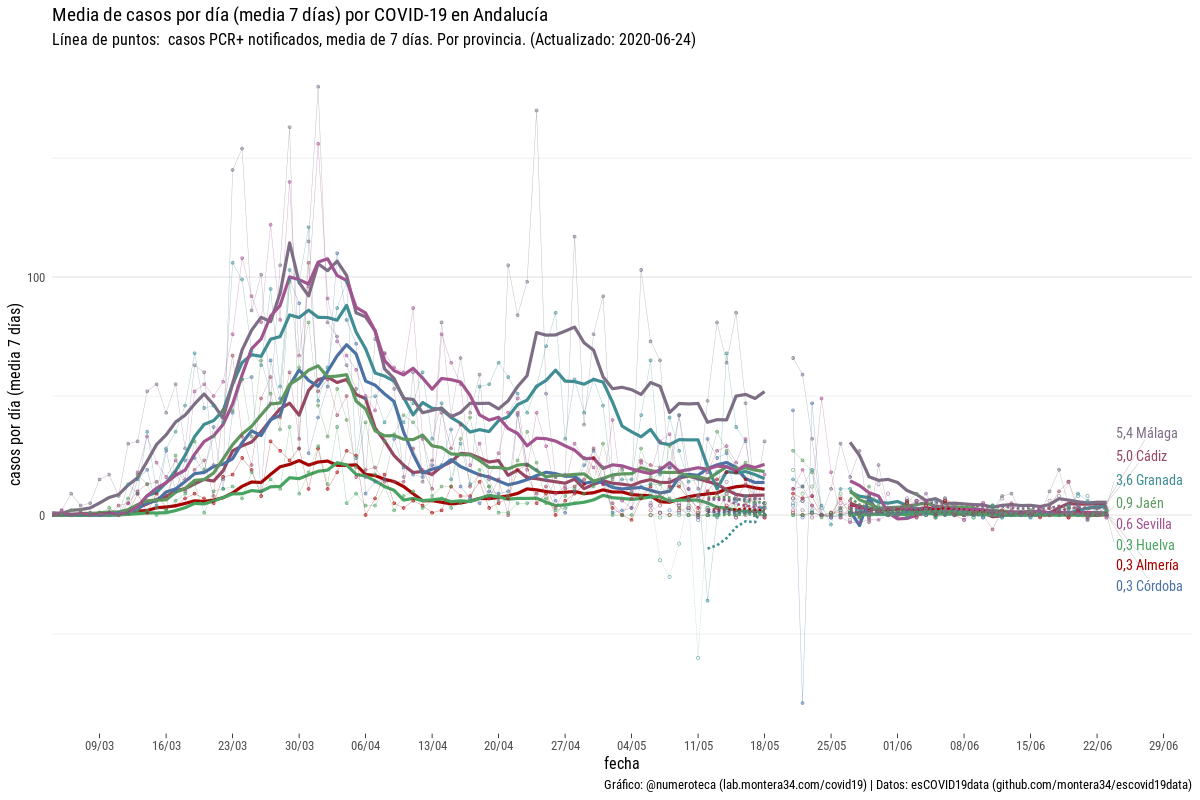 Media de casos por día (media 7 días) por COVID-19 en Andalucía
Línea de puntos:  casos PCR+ notificados, media de 7 días. Por provincia. (Actualizado: 2020-06-24)
casos por día (media 7 días)
100
0
5,4 Málaga
5,0 Cádiz
3,6 Granada
0,9 Jaén
0,6 Sevilla
0,3 Huelva
0,3 Almería
0,3 Córdoba
09/03 16/03 23/03 30/03 06/04 13/04 20/04 27/04 04/05 11/05 18/05 25/05 01/06 08/06 15/06 22/06 29/06
fecha
Gráfico: @numeroteca (lab.montera34.com/covid19) | Datos: esCOVID19data (github.com/montera34/escovid19data)